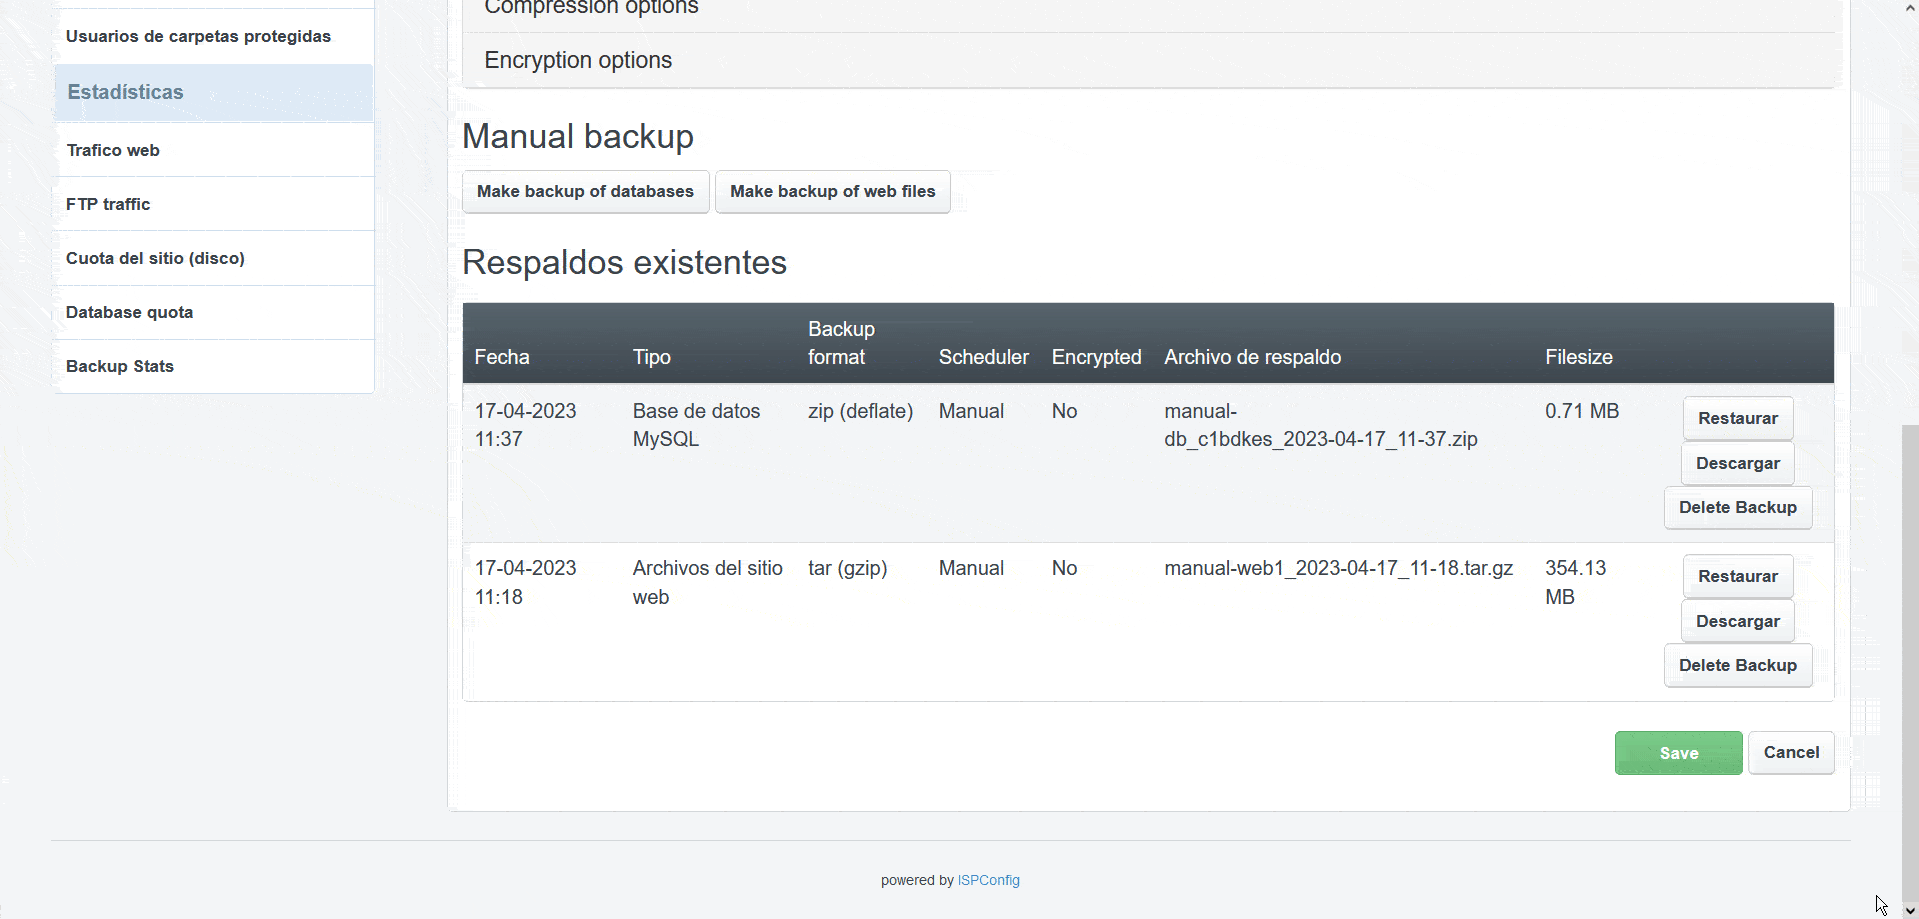 Usuarios de carpetas protegidas
Estadísticas
Trafico web
FTP traffic
Cuota del sitio (disco)
Database quota
Backup Stats
Compression options
Encryption options
Manual backup
Make backup of databases Make backup of web files
Respaldos existentes
Fecha Tipo Backup format Scheduler Encrypted Archivo de respaldo Filesize
17-04-2023 Base de datos zip (deflate) Manual No manual- 0.71 MB Restaurar
11:37 MySQL db_c1bdkes_2023-04-17_11-37.zip
Descargar
Delete Backup
17-04-2023 Archivos del sitio tar (gzip) Manual No manual-web1_2023-04-17_11-18.tar.gz 354.13 Restaurar
11:18 web MB
Descargar
Delete Backup
Save Cancel
powered by ISPConfig